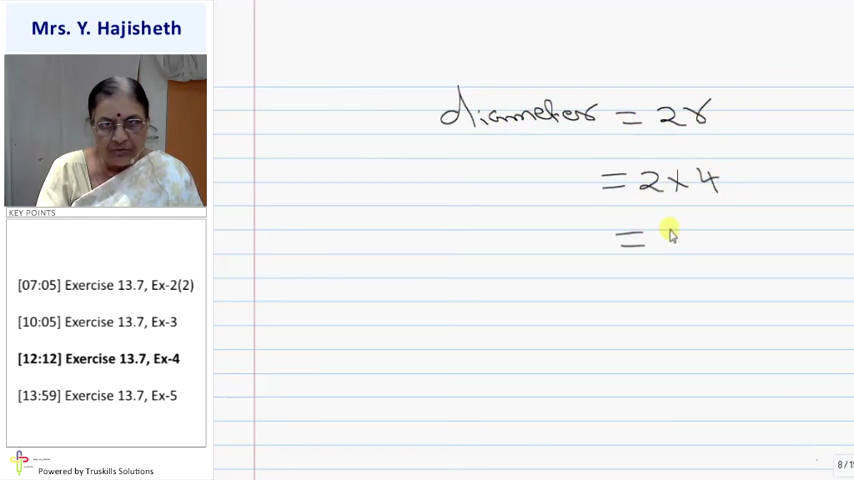 Mrs. Y. Hajisheth
KEY POINTS
[07:05] Exercise 13.7, Ex-2(2)
[10:05] Exercise 13.7, Ex-3
[12:12] Exercise 13.7, Ex-4
[13:59] Exercise 13.7, Ex-5
Powered by Truskills Solutions
diameter = 2r
= 2 x 4
=